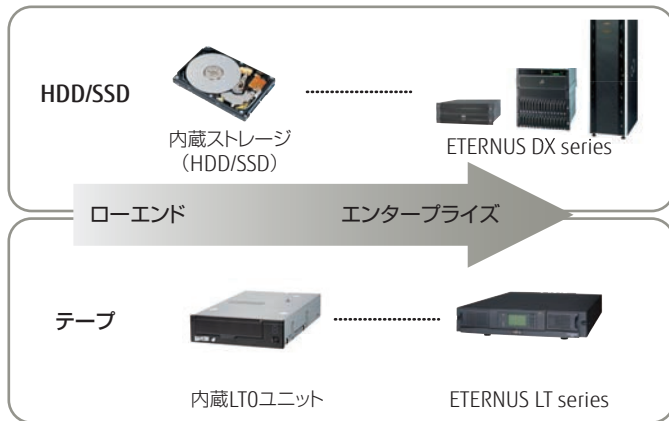 HDD/SSD
内蔵ストレージ
（HDD/SSD）
ETERNUS DX series
ローエンド
エンタープライズ
テープ
内蔵LTOユニット
ETERNUS LT series